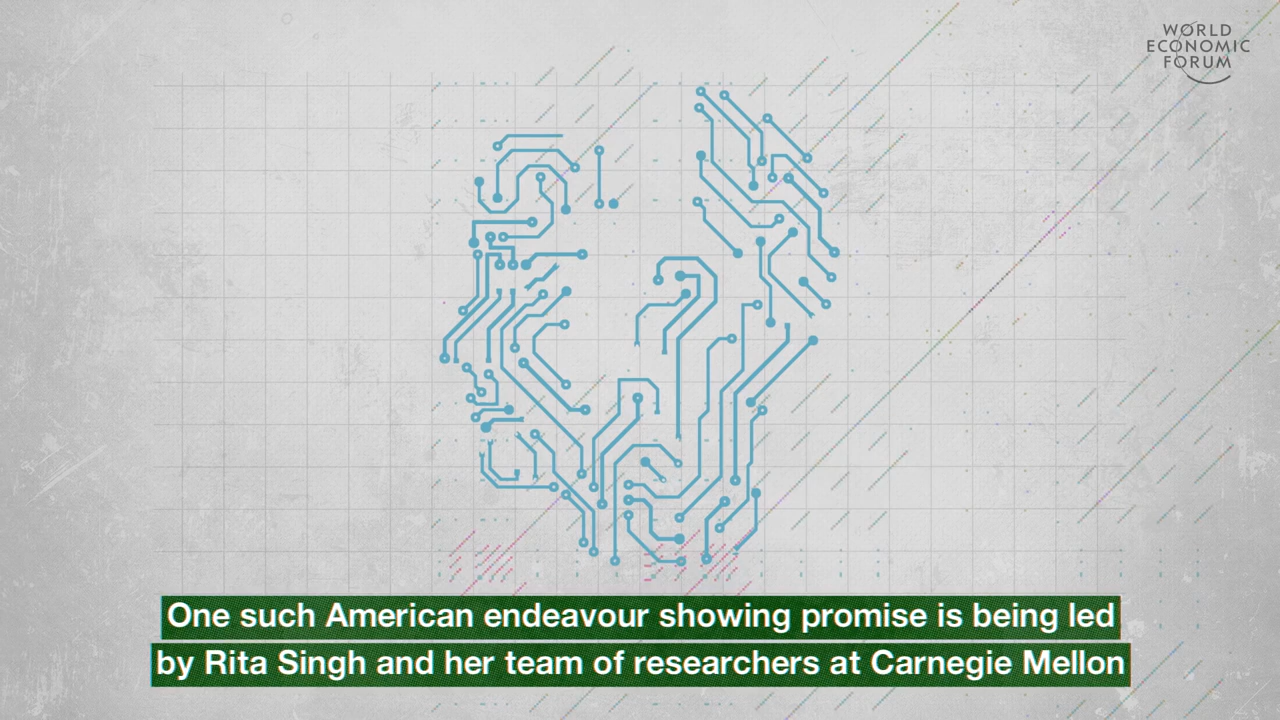 WORLD
ECONOMIC
FORUM
One such American endeavour showing promise is being led
by Rita Singh and her team of researchers at Carnegie Mellon